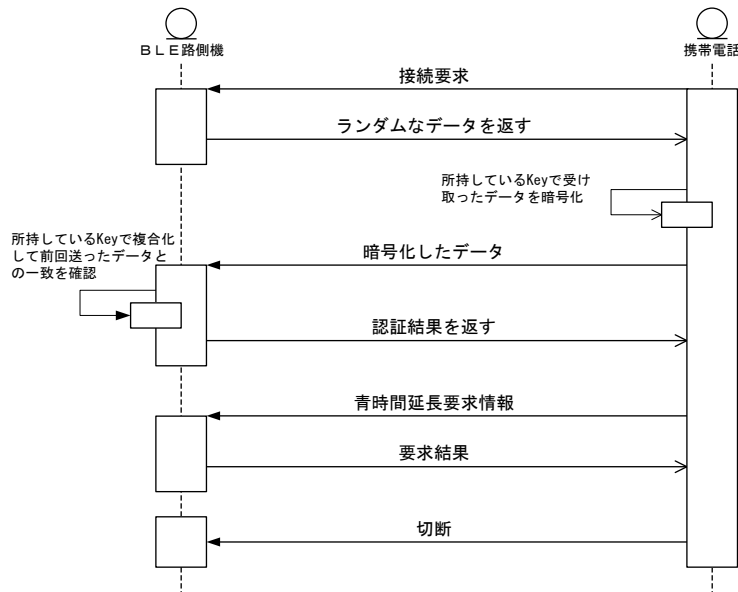 ＢＬＥ路側機
携帯電話
接続要求
ランダムなデータを返す
所持しているKeyで受け
取ったデータを暗号化
所持しているKeyで複合化
して前回送ったデータと
の一致を確認
暗号化したデータ
認証結果を返す
青時間延長要求情報
要求結果
切断